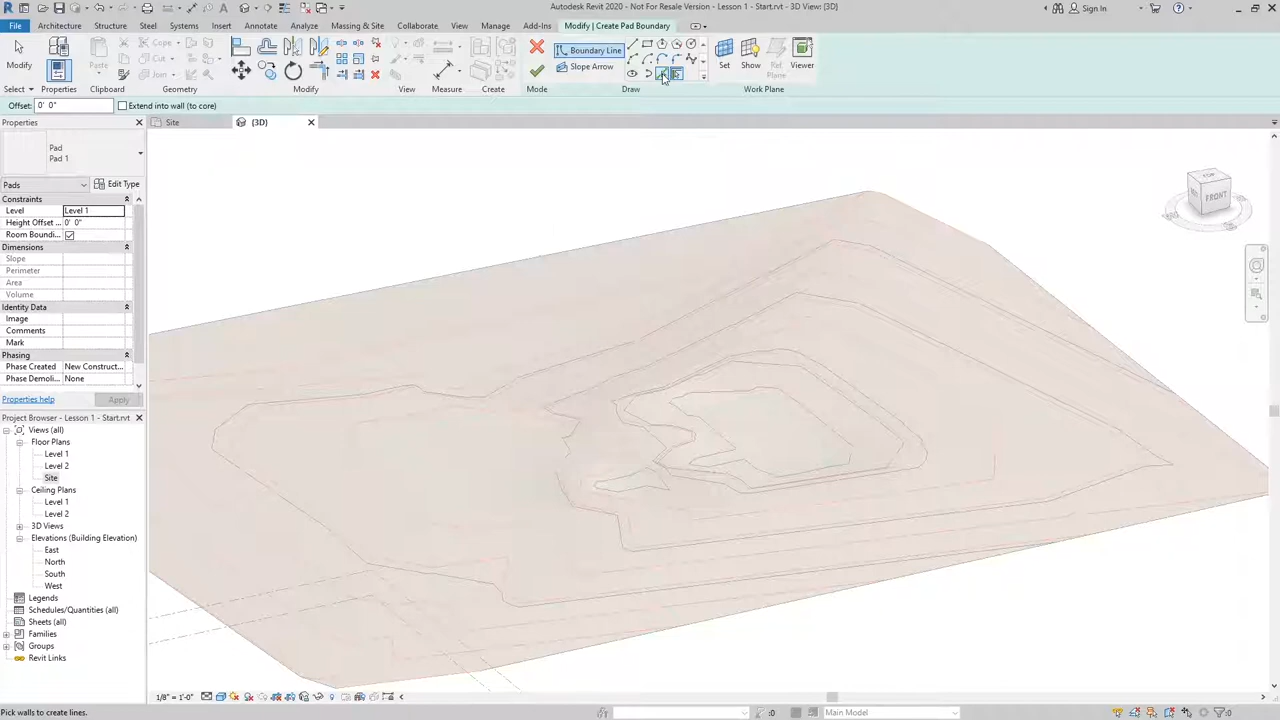 Autodesk Revit 2020 - Not For Resale Version - Lesson 1 - Start.rvt - 3D View: {3D}
Sign In
File Architecture Structure Steel Systems Insert Annotate Analyze Massing & Site Collaborate View Manage Add-Ins Modify | Create Pad Boundary
Modify
Paste
Cope
Cut
Join
Boundary Line
Slope Arrow
Set Show Ref Plane Viewer
Select Properties Clipboard Geometry Modify View Measure Create Mode Draw Work Plane
Offset: 0' 0" Extend into wall (to core)
Properties
Site
{3D}
Pad
Pad 1
Pads
Edit Type
Constraints
Level Level 1
Height Offset ... 0' 0"
Room Boundi...
Dimensions
Slope
Perimeter
Area
Volume
Identity Data
Image
Comments
Mark
Phasing
Phase Created New Construct...
Phase Demoli... None
Properties help
Apply
Project Browser - Lesson 1 - Start.rvt
Views (all)
Floor Plans
Level 1
Level 2
Site
Ceiling Plans
Level 1
Level 2
3D Views
Elevations (Building Elevation)
East
North
South
West
Legends
Schedules/Quantities (all)
Sheets (all)
Families
Groups
Revit Links
TOP
FRONT
1/8" = 1'-0"
Pick walls to create lines.
:0
Main Model
:0